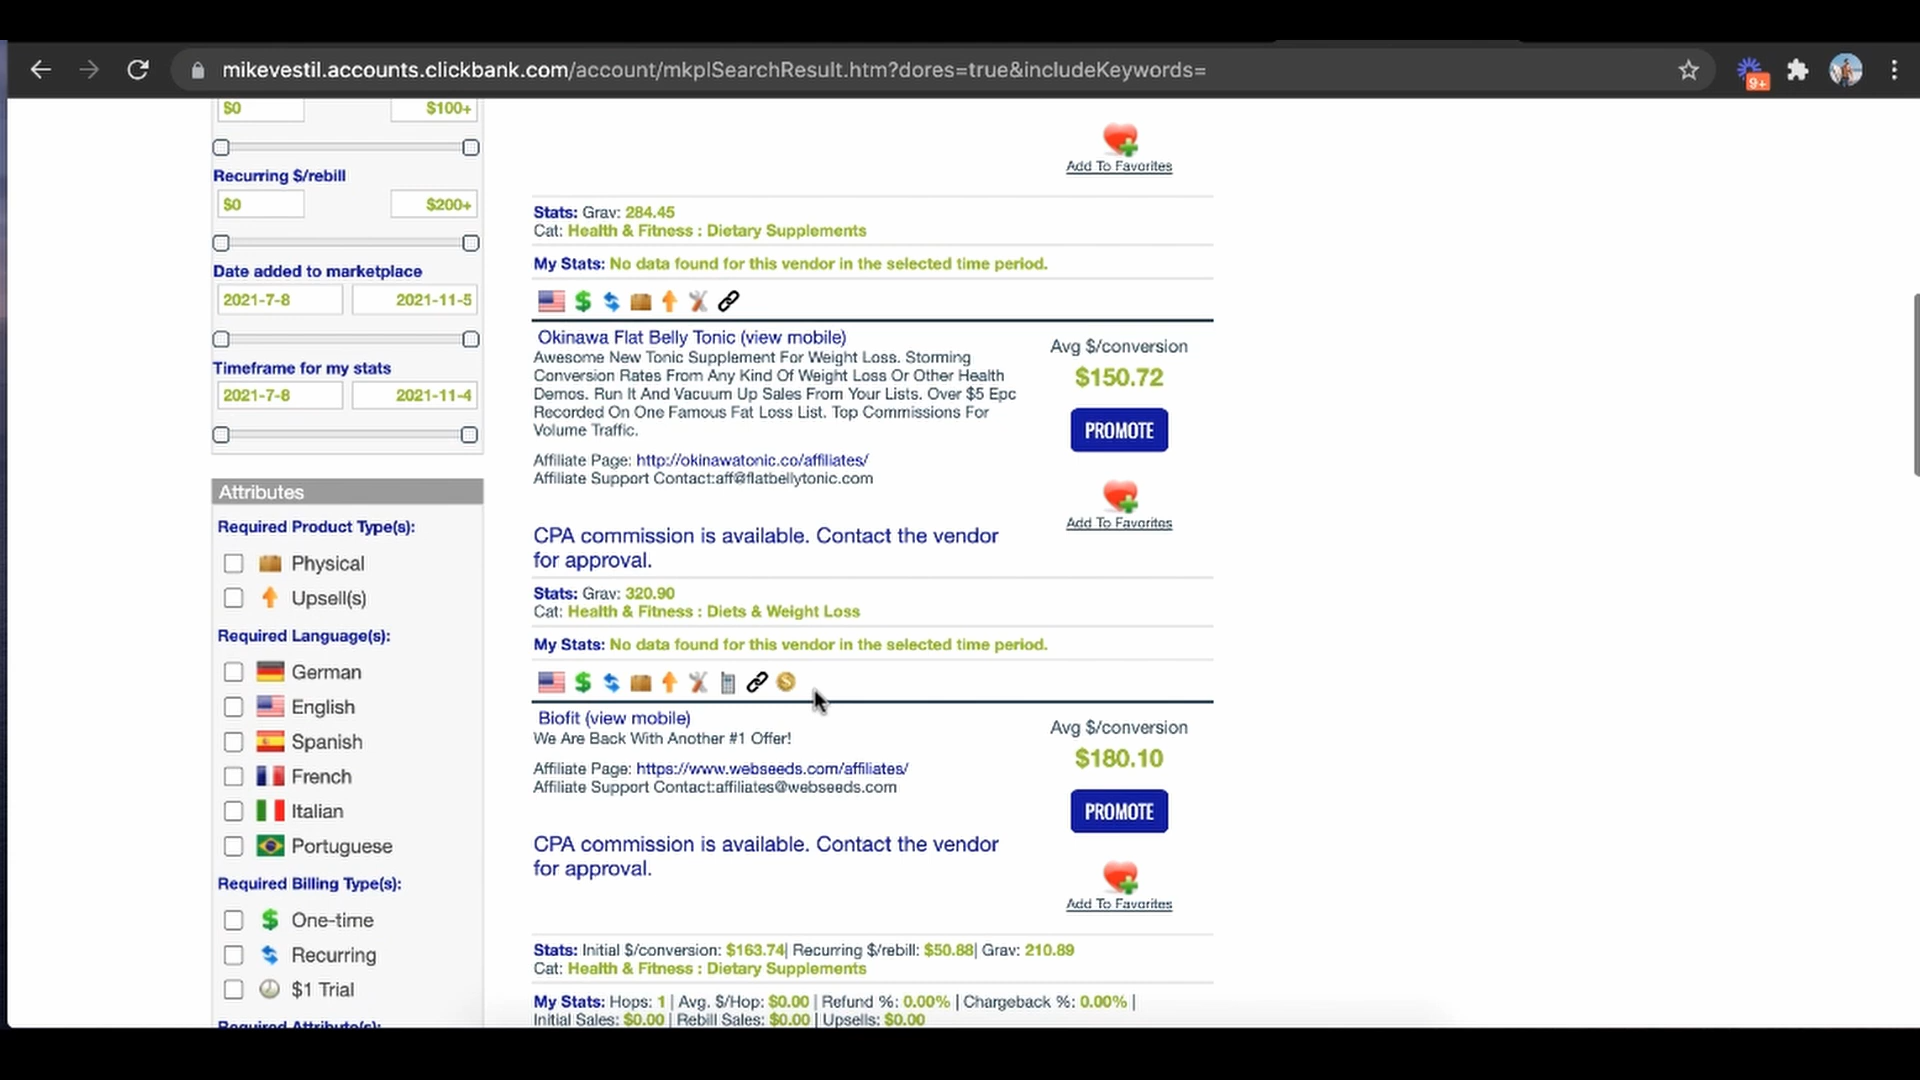 mikevestil.accounts.clickbank.com/account/mkplSearchResult.htm?dores=true&includeKeywords=
9+
$0 $100+
Recurring $/rebill
$0 $200+
Date added to marketplace
2021-7-8 2021-11-5
Timeframe for my stats
2021-7-8 2021-11-4
Attributes
Required Product Type(s):
Physical
Upsell(s)
Required Language(s):
German
English
Spanish
French
Italian
Portuguese
Required Billing Type(s):
One-time
Recurring
$1 Trial
Required Attribute(s):
Add To Favorites
Stats: Grav: 284.45
Cat: Health & Fitness : Dietary Supplements
My Stats: No data found for this vendor in the selected time period.
Okinawa Flat Belly Tonic (view mobile)
Awesome New Tonic Supplement For Weight Loss. Storming
Conversion Rates From Any Kind Of Weight Loss Or Other Health
Demos. Run It And Vacuum Up Sales From Your Lists. Over $5 Epc
Recorded On One Famous Fat Loss List. Top Commissions For
Volume Traffic.
Affiliate Page: http://okinawatonic.co/affiliates/
Affiliate Support Contact:aff@flatbellytonic.com
Avg $/conversion
$150.72
PROMOTE
Add To Favorites
CPA commission is available. Contact the vendor
for approval.
Stats: Grav: 320.90
Cat: Health & Fitness : Diets & Weight Loss
My Stats: No data found for this vendor in the selected time period.
Biofit (view mobile)
We Are Back With Another #1 Offer!
Affiliate Page: https://www.webseeds.com/affiliates/
Affiliate Support Contact:affiliates@webseeds.com
Avg $/conversion
$180.10
PROMOTE
CPA commission is available. Contact the vendor
for approval.
Add To Favorites
Stats: Initial $/conversion: $163.74| Recurring $/rebill: $50.88| Grav: 210.89
Cat: Health & Fitness : Dietary Supplements
My Stats: Hops: 1 | Avg. $/Hop: $0.00 | Refund %: 0.00% | Chargeback %: 0.00% |
Initial Sales: $0.00 | Rebill Sales: $0.00 | Upsells: $0.00